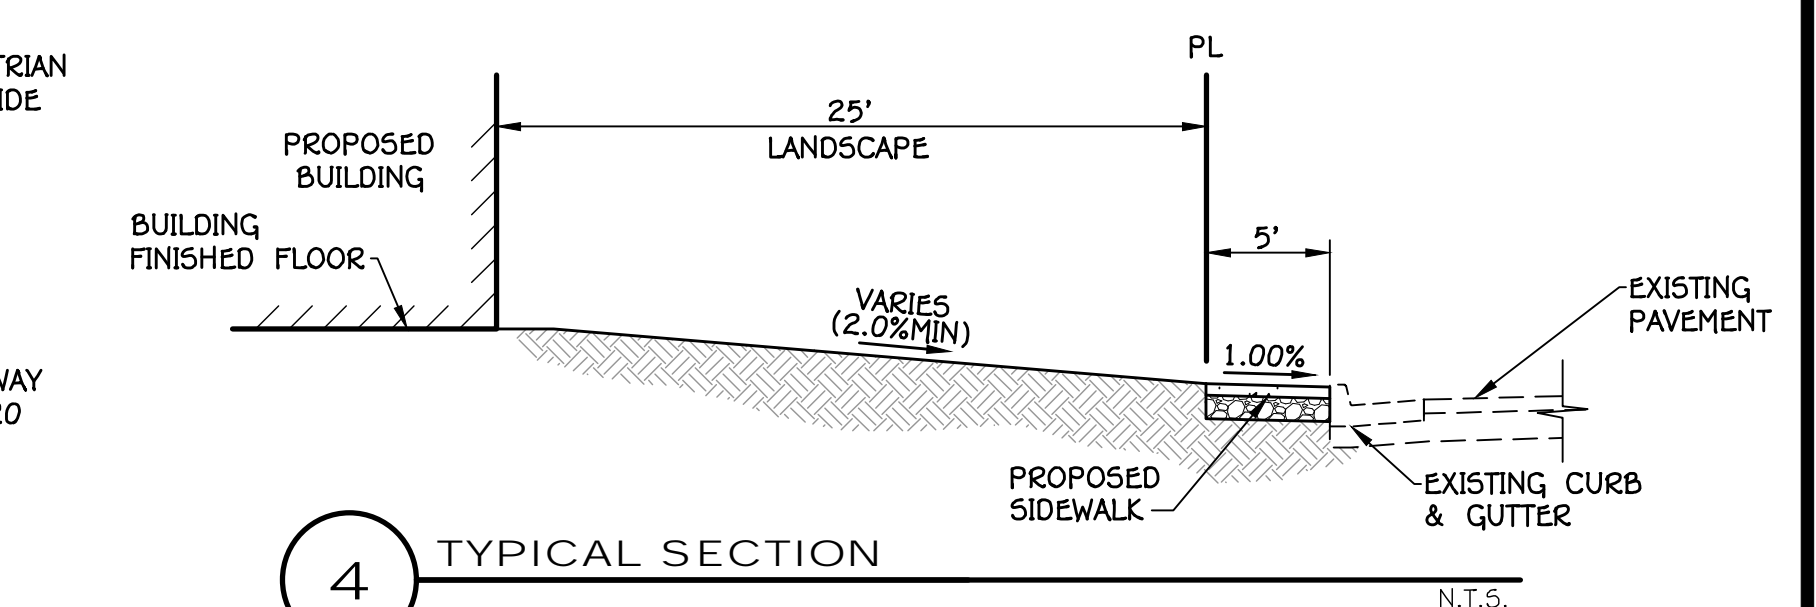 TRIAN
IDE
PL
25'
LANDSCAPE
PROPOSED
BUILDING
BUILDING
FINISHED FLOOR
5'
VARIES
(2.0%MIN)
1.00%
EXISTING
PAVEMENT
WAY
20
PROPOSED
SIDEWALK
EXISTING CURB
& GUTTER
4
TYPICAL SECTION
N.T.S.